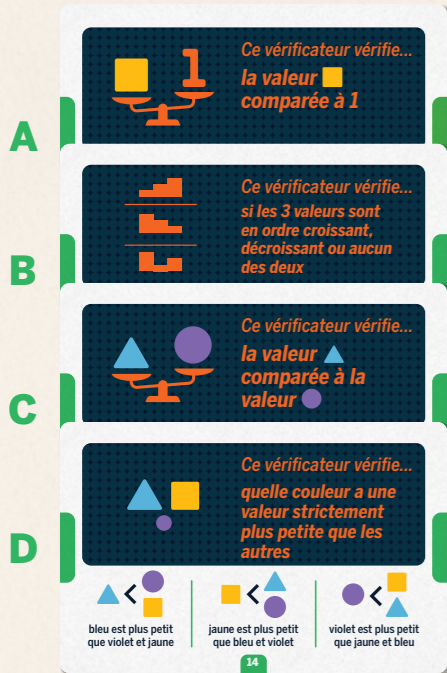 A
Ce vérificateur vérifie...
la valeur
comparée à 1
B
Ce vérificateur vérifie...
si les 3 valeurs sont
en ordre croissant,
décroissant ou aucun
des deux
C
Ce vérificateur vérifie...
la valeur
comparée à la
valeur
D
Ce vérificateur vérifie...
quelle couleur a une
valeur strictement
plus petite que les
autres
<
bleu est plus petit
que violet et jaune
<
jaune est plus petit
que bleu et violet
<
violet est plus petit
que jaune et bleu
14